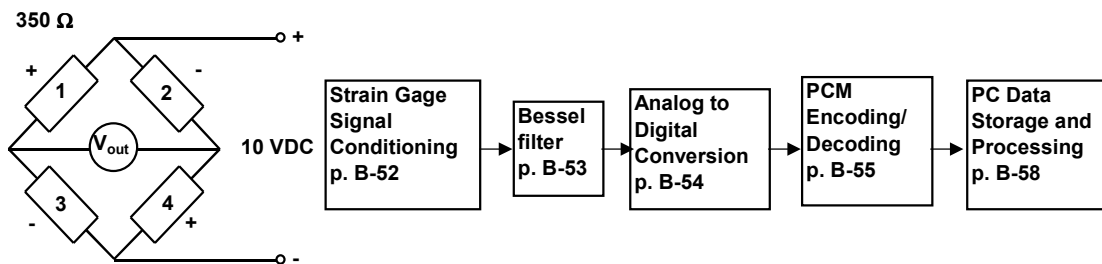 350 Ω
+
+
-
1
2
V out
10 VDC
3
4
-
+
-
Strain Gage
Signal
Conditioning
p. B-52
Bessel
filter
p. B-53
Analog to
Digital
Conversion
p. B-54
PCM
Encoding/
Decoding
p. B-55
PC Data
Storage and
Processing
p. B-58